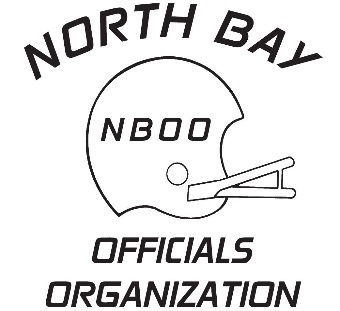 NORTH BAY
NBOO
OFFICIALS
ORGANIZATION